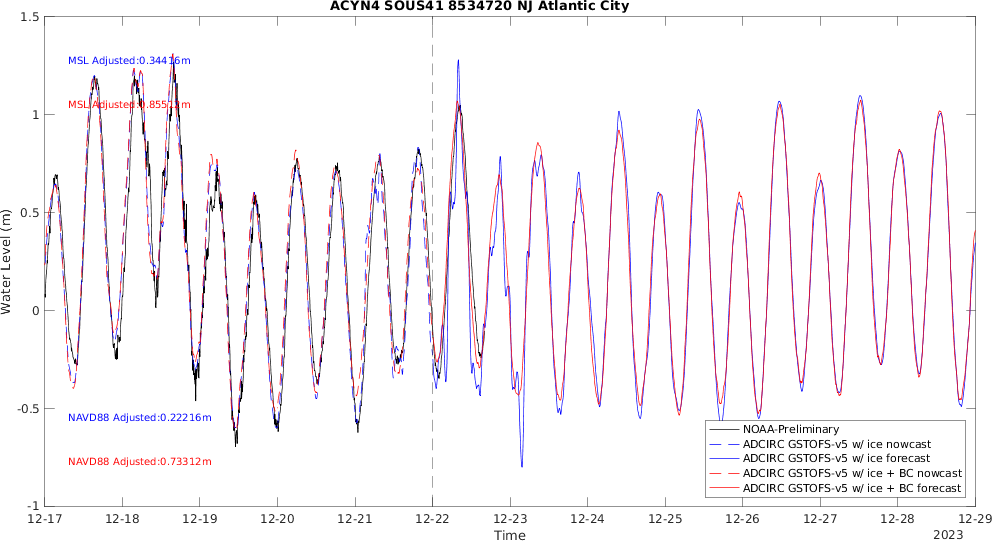 ACYN4 SOUS41 8534720 NJ Atlantic City
1.5
1
0.5
0
-0.5
-1
Water Level (m)
MSL Adjusted:0.34416m
MSL
NAVD88 Adjusted:0.22216m
NAVD88 Adjusted:0.73312m
NOAA-Preliminary
ADCIRC GSTOFS-v5 w/ ice nowcast
ADCIRC GSTOFS-v5 w/ ice forecast
ADCIRC GSTOFS-v5 w/ ice + BC nowcast
ADCIRC GSTOFS-v5 w/ ice + BC forecast
12-17 12-18 12-19 12-20 12-21 12-22 12-23 12-24 12-25 12-26 12-27 12-28 12-29
Time
2023